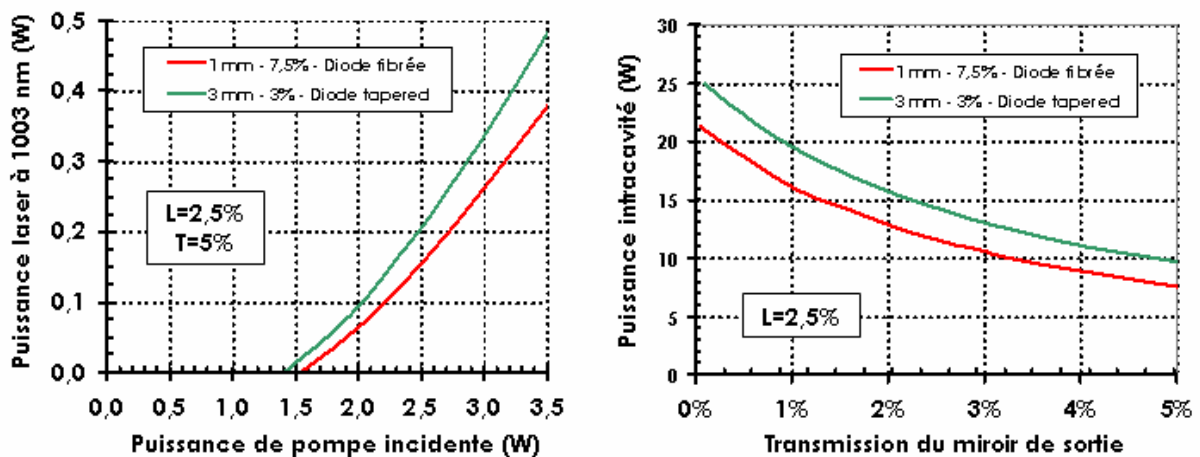 Puissance laser à 1003 nm (W)
0,5
0,4
0,3
0,2
0,1
0,0
1 mm - 7,5% - Diode fibrée
3 mm - 3% - Diode tapered
L=2,5%
T=5%
0,0 0,5 1,0 1,5 2,0 2,5 3,0 3,5
Puissance de pompe incidente (W)
Puissance intracavité (W)
30
25
20
15
10
5
0
1 mm - 7,5% - Diode fibrée
3 mm - 3% - Diode tapered
L=2,5%
0% 1% 2% 3% 4% 5%
Transmission du miroir de sortie